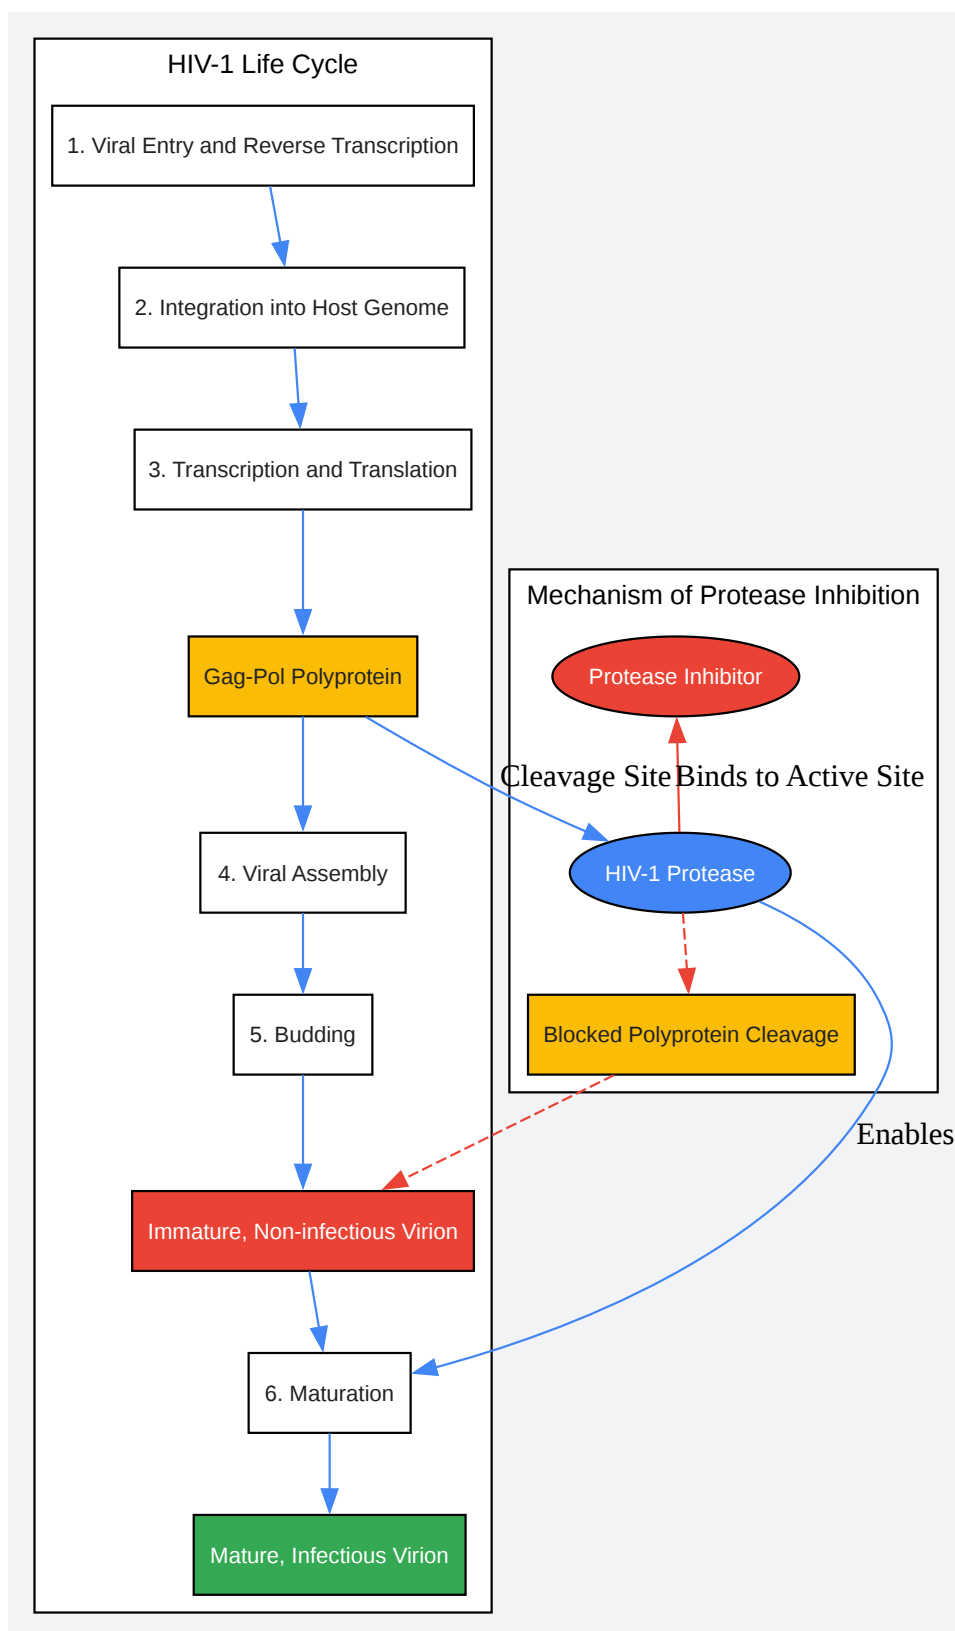 HIV-1 Life Cycle
1. Viral Entry and Reverse Transcription
2. Integration into Host Genome
3. Transcription and Translation
Gag-Pol Polyprotein
4. Viral Assembly
5. Budding
Immature, Non-infectious Virion
6. Maturation
Mature, Infectious Virion
Mechanism of Protease Inhibition
Protease Inhibitor
Cleavage Site
Binds to Active Site
HIV-1 Protease
Blocked Polyprotein Cleavage
Enables